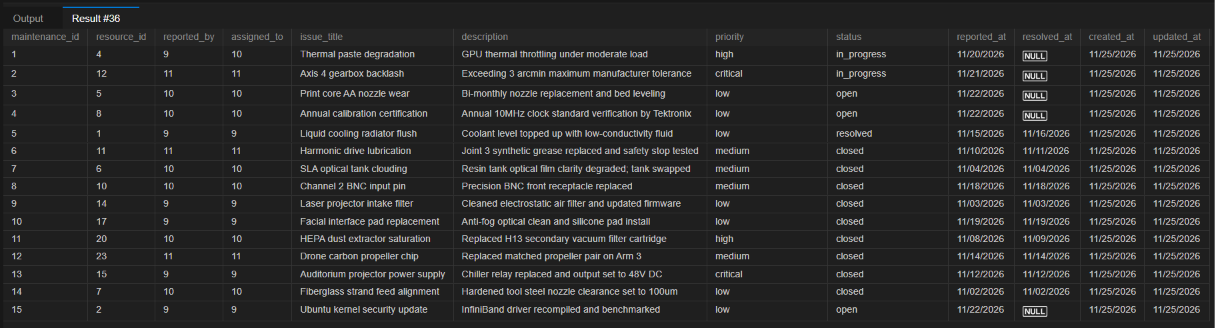 Output Result #36
maintenance_id resource_id reported_by assigned_to issue_title description priority status reported_at resolved_at created_at updated_at
1 4 9 10 Thermal paste degradation GPU thermal throttling under moderate load high in_progress 11/20/2026 NULL 11/25/2026 11/25/2026
2 12 11 11 Axis 4 gearbox backlash Exceeding 3 arcmin maximum manufacturer tolerance critical in_progress 11/21/2026 NULL 11/25/2026 11/25/2026
3 5 10 10 Print core AA nozzle wear Bi-monthly nozzle replacement and bed leveling low open 11/22/2026 NULL 11/25/2026 11/25/2026
4 8 10 10 Annual calibration certification Annual 10MHz clock standard verification by Tektronix low open 11/22/2026 NULL 11/25/2026 11/25/2026
5 1 9 9 Liquid cooling radiator flush Coolant level topped up with low-conductivity fluid low resolved 11/15/2026 11/16/2026 11/25/2026 11/25/2026
6 11 11 11 Harmonic drive lubrication Joint 3 synthetic grease replaced and safety stop tested medium closed 11/10/2026 11/11/2026 11/25/2026 11/25/2026
7 6 10 10 SLA optical tank clouding Resin tank optical film clarity degraded; tank swapped medium closed 11/04/2026 11/04/2026 11/25/2026 11/25/2026
8 10 10 10 Channel 2 BNC input pin Precision BNC front receptacle replaced medium closed 11/18/2026 11/18/2026 11/25/2026 11/25/2026
9 14 9 9 Laser projector intake filter Cleaned electrostatic air filter and updated firmware low closed 11/03/2026 11/03/2026 11/25/2026 11/25/2026
10 17 9 9 Facial interface pad replacement Anti-fog optical clean and silicone pad install low closed 11/19/2026 11/19/2026 11/25/2026 11/25/2026
11 20 10 10 HEPA dust extractor saturation Replaced H13 secondary vacuum filter cartridge high closed 11/08/2026 11/09/2026 11/25/2026 11/25/2026
12 23 11 11 Drone carbon propeller chip Replaced matched propeller pair on Arm 3 medium closed 11/14/2026 11/14/2026 11/25/2026 11/25/2026
13 15 9 9 Auditorium projector power supply Chiller relay replaced and output set to 48V DC critical closed 11/12/2026 11/12/2026 11/25/2026 11/25/2026
14 7 10 10 Fiberglass strand feed alignment Hardened tool steel nozzle clearance set to 100um low closed 11/02/2026 11/02/2026 11/25/2026 11/25/2026
15 2 9 9 Ubuntu kernel security update InfiniBand driver recompiled and benchmarked low open 11/22/2026 NULL 11/25/2026 11/25/2026